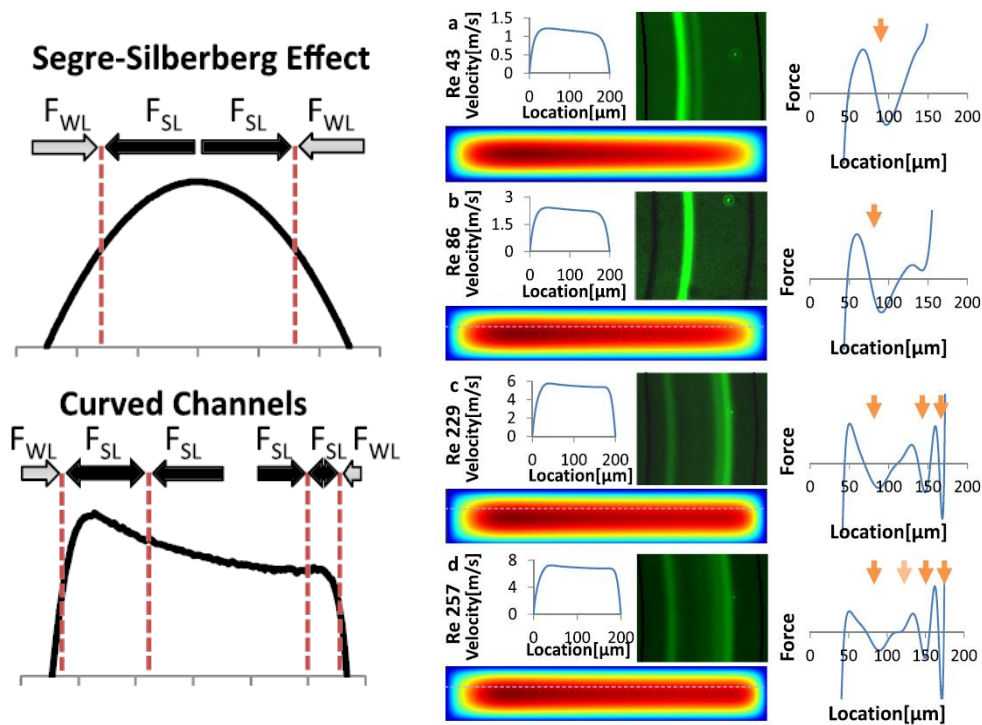 Segre-Silberberg Effect
F_WL F_SL F_SL F_WL
Curved Channels
F_WL F_SL F_SL F_SL F_SL F_WL
a
Re 43
Velocity[m/s]
1.5
1
0.5
0
0 100 200
Location[µm]
Force
0 50 100 150 200
Location[µm]
b
Re 86
Velocity[m/s]
3
1.5
0
0 100 200
Location[µm]
Force
0 50 100 150 200
Location[µm]
c
Re 229
Velocity[m/s]
6
4
2
0
0 100 200
Location[µm]
Force
0 50 100 150 200
Location[µm]
d
Re 257
Velocity[m/s]
8
4
0
0 100 200
Location[µm]
Force
0 50 100 150 200
Location[µm]